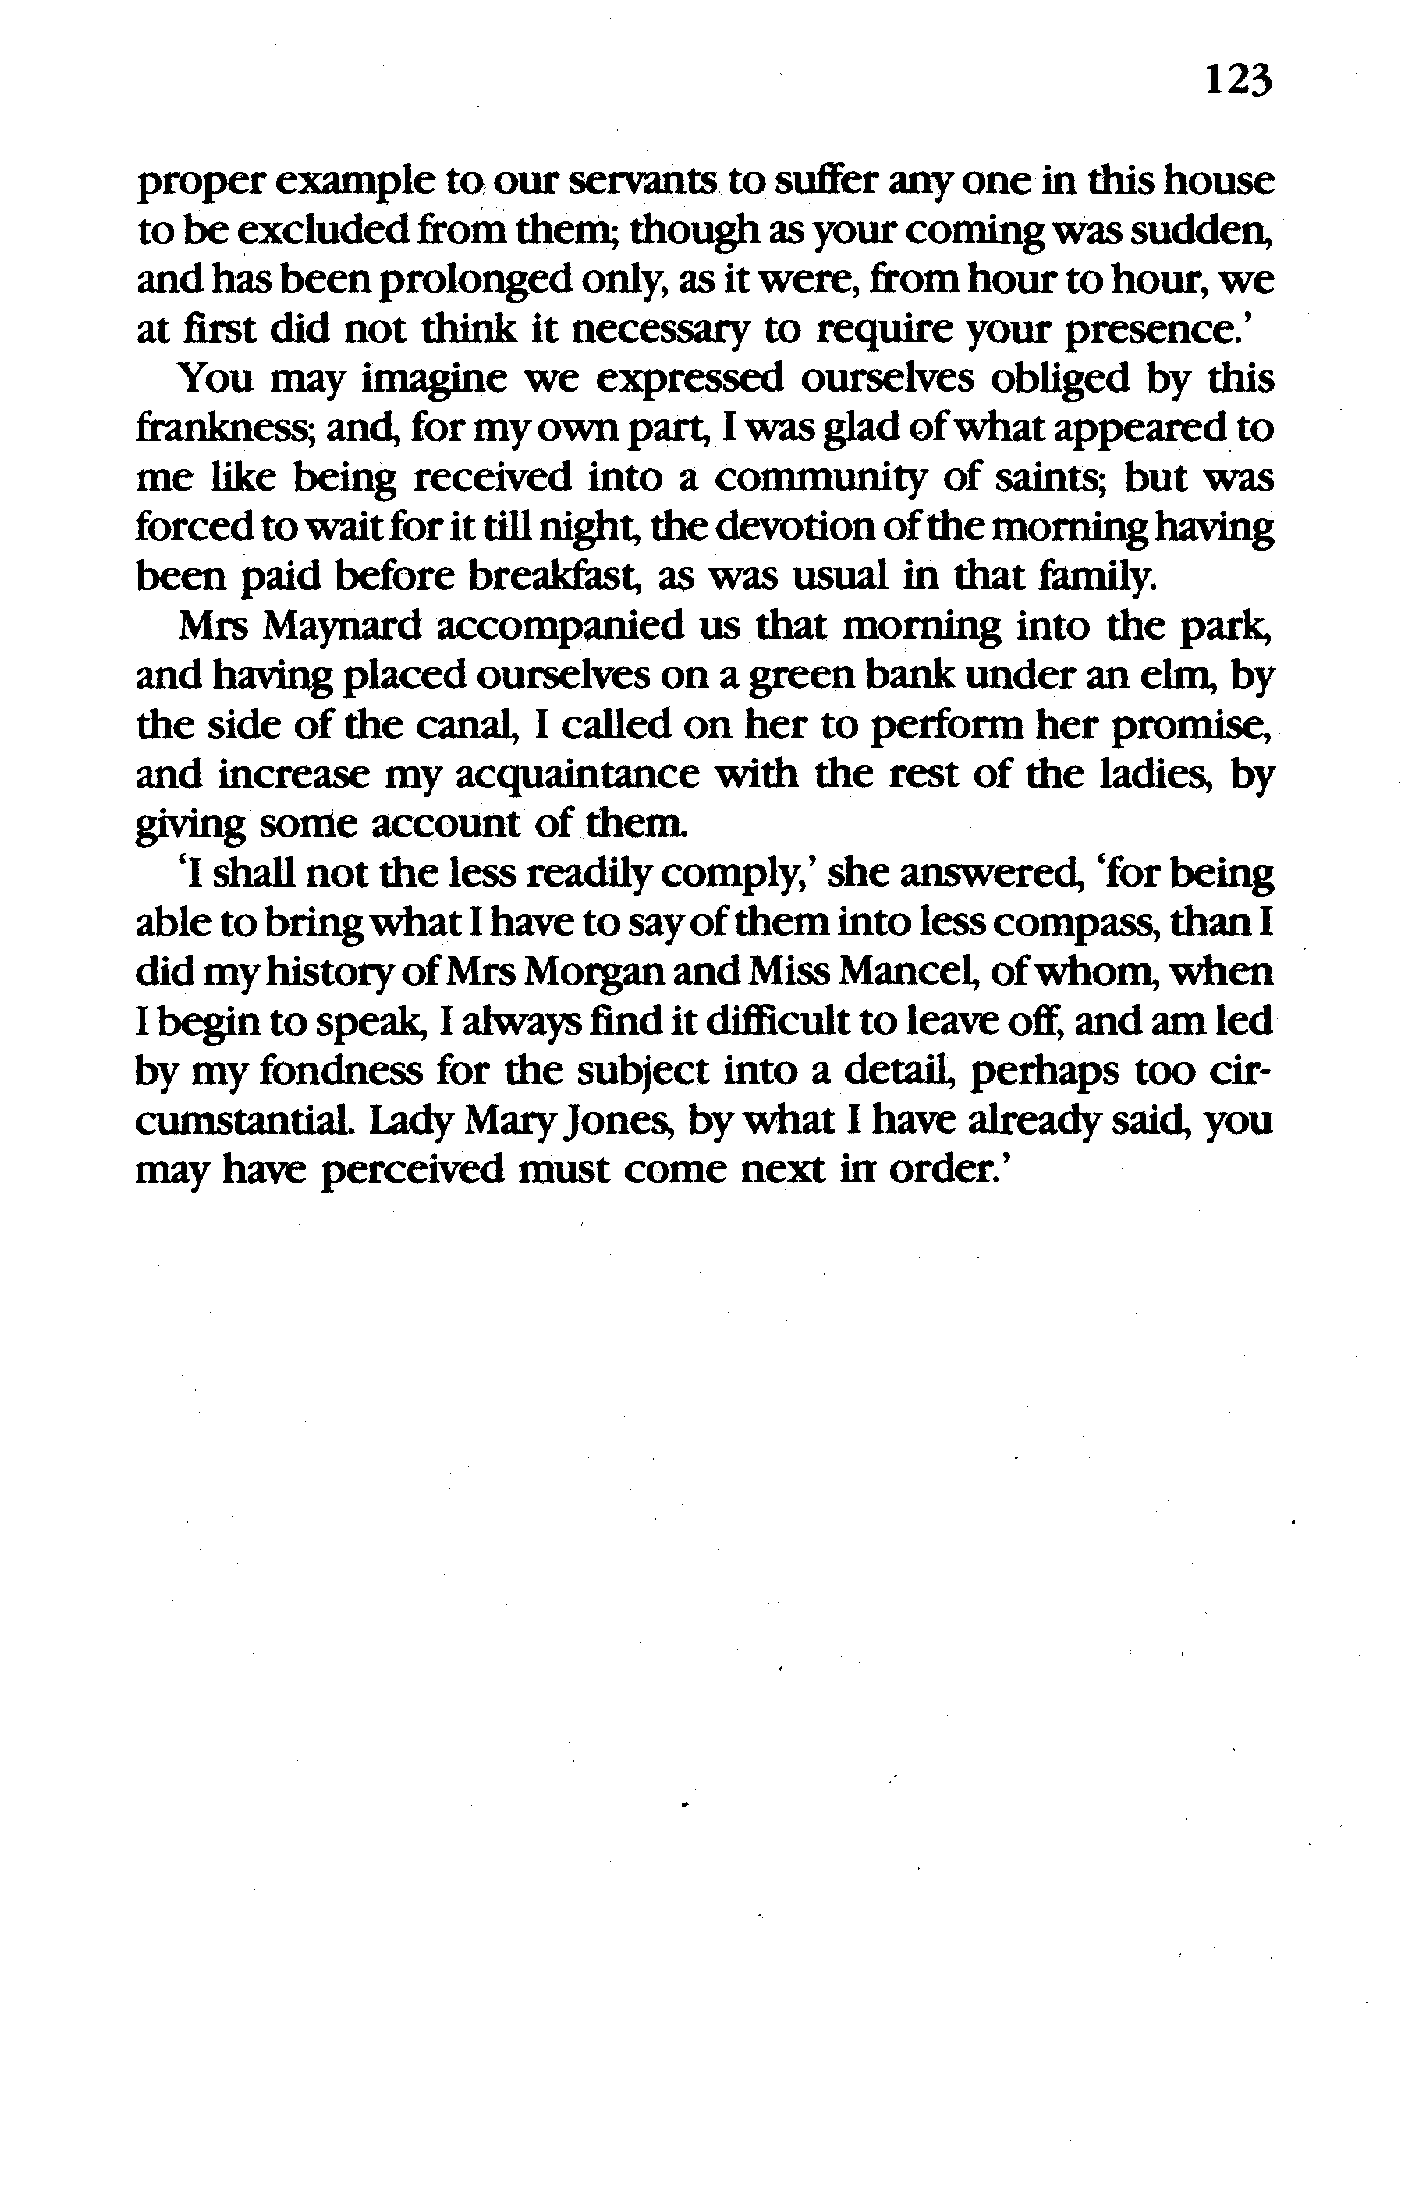 123
proper example to our servants to suffer any one in this house
to be excluded from them; though as your coming was sudden,
and has been prolonged only, as it were, from hour to hour, we
at first did not think it necessary to require your presence.’
You may imagine we expressed ourselves obliged by this
frankness; and, for my own part, I was glad of what appeared to
me like being received into a community of saints; but was
forced to wait for it till night, the devotion of the morning having
been paid before breakfast, as was usual in that family.
Mrs Maynard accompanied us that morning into the park,
and having placed ourselves on a green bank under an elm, by
the side of the canal, I called on her to perform her promise,
and increase my acquaintance with the rest of the ladies, by
giving some account of them.
‘I shall not the less readily comply,’ she answered, ‘for being
able to bring what I have to say of them into less compass, than I
did my history of Mrs Morgan and Miss Mancel, of whom, when
I begin to speak, I always find it difficult to leave off, and am led
by my fondness for the subject into a detail, perhaps too cir-
cumstantial. Lady Mary Jones, by what I have already said, you
may have perceived must come next in order.’